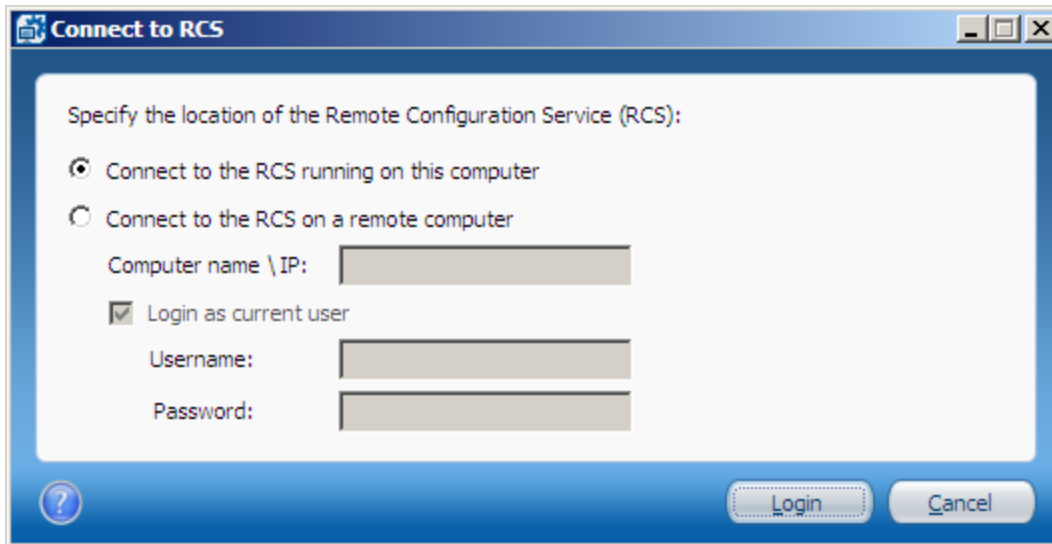 Connect to RCS
Specify the location of the Remote Configuration Service (RCS):
Connect to the RCS running on this computer
Connect to the RCS on a remote computer
Computer name \ IP:
Login as current user
Username:
Password:
?
Login Cancel